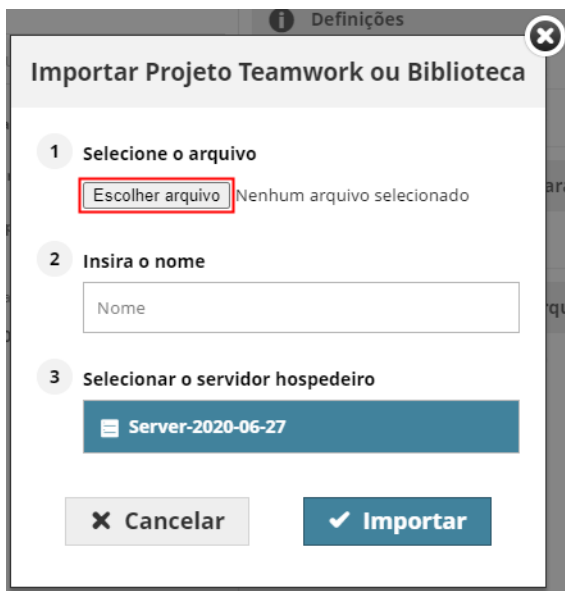 Definições
Importar Projeto Teamwork ou Biblioteca
1 Selecione o arquivo
Escolher arquivo Nenhum arquivo selecionado
2 Insira o nome
Nome
3 Selecionar o servidor hospedeiro
Server-2020-06-27
Cancelar Importar